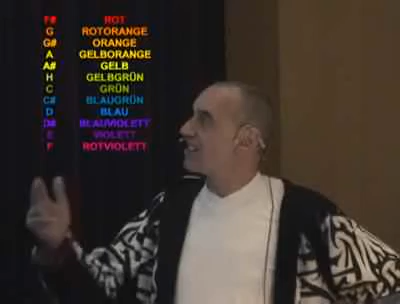 F# ROT
G ROTORANGE
G# ORANGE
A GELBORANGE
A# GELB
H GELBGRÜN
C GRÜN
C# BLAUGRÜN
D BLAU
D# BLAUVIOLETT
E VIOLETT
F ROTVIOLETT